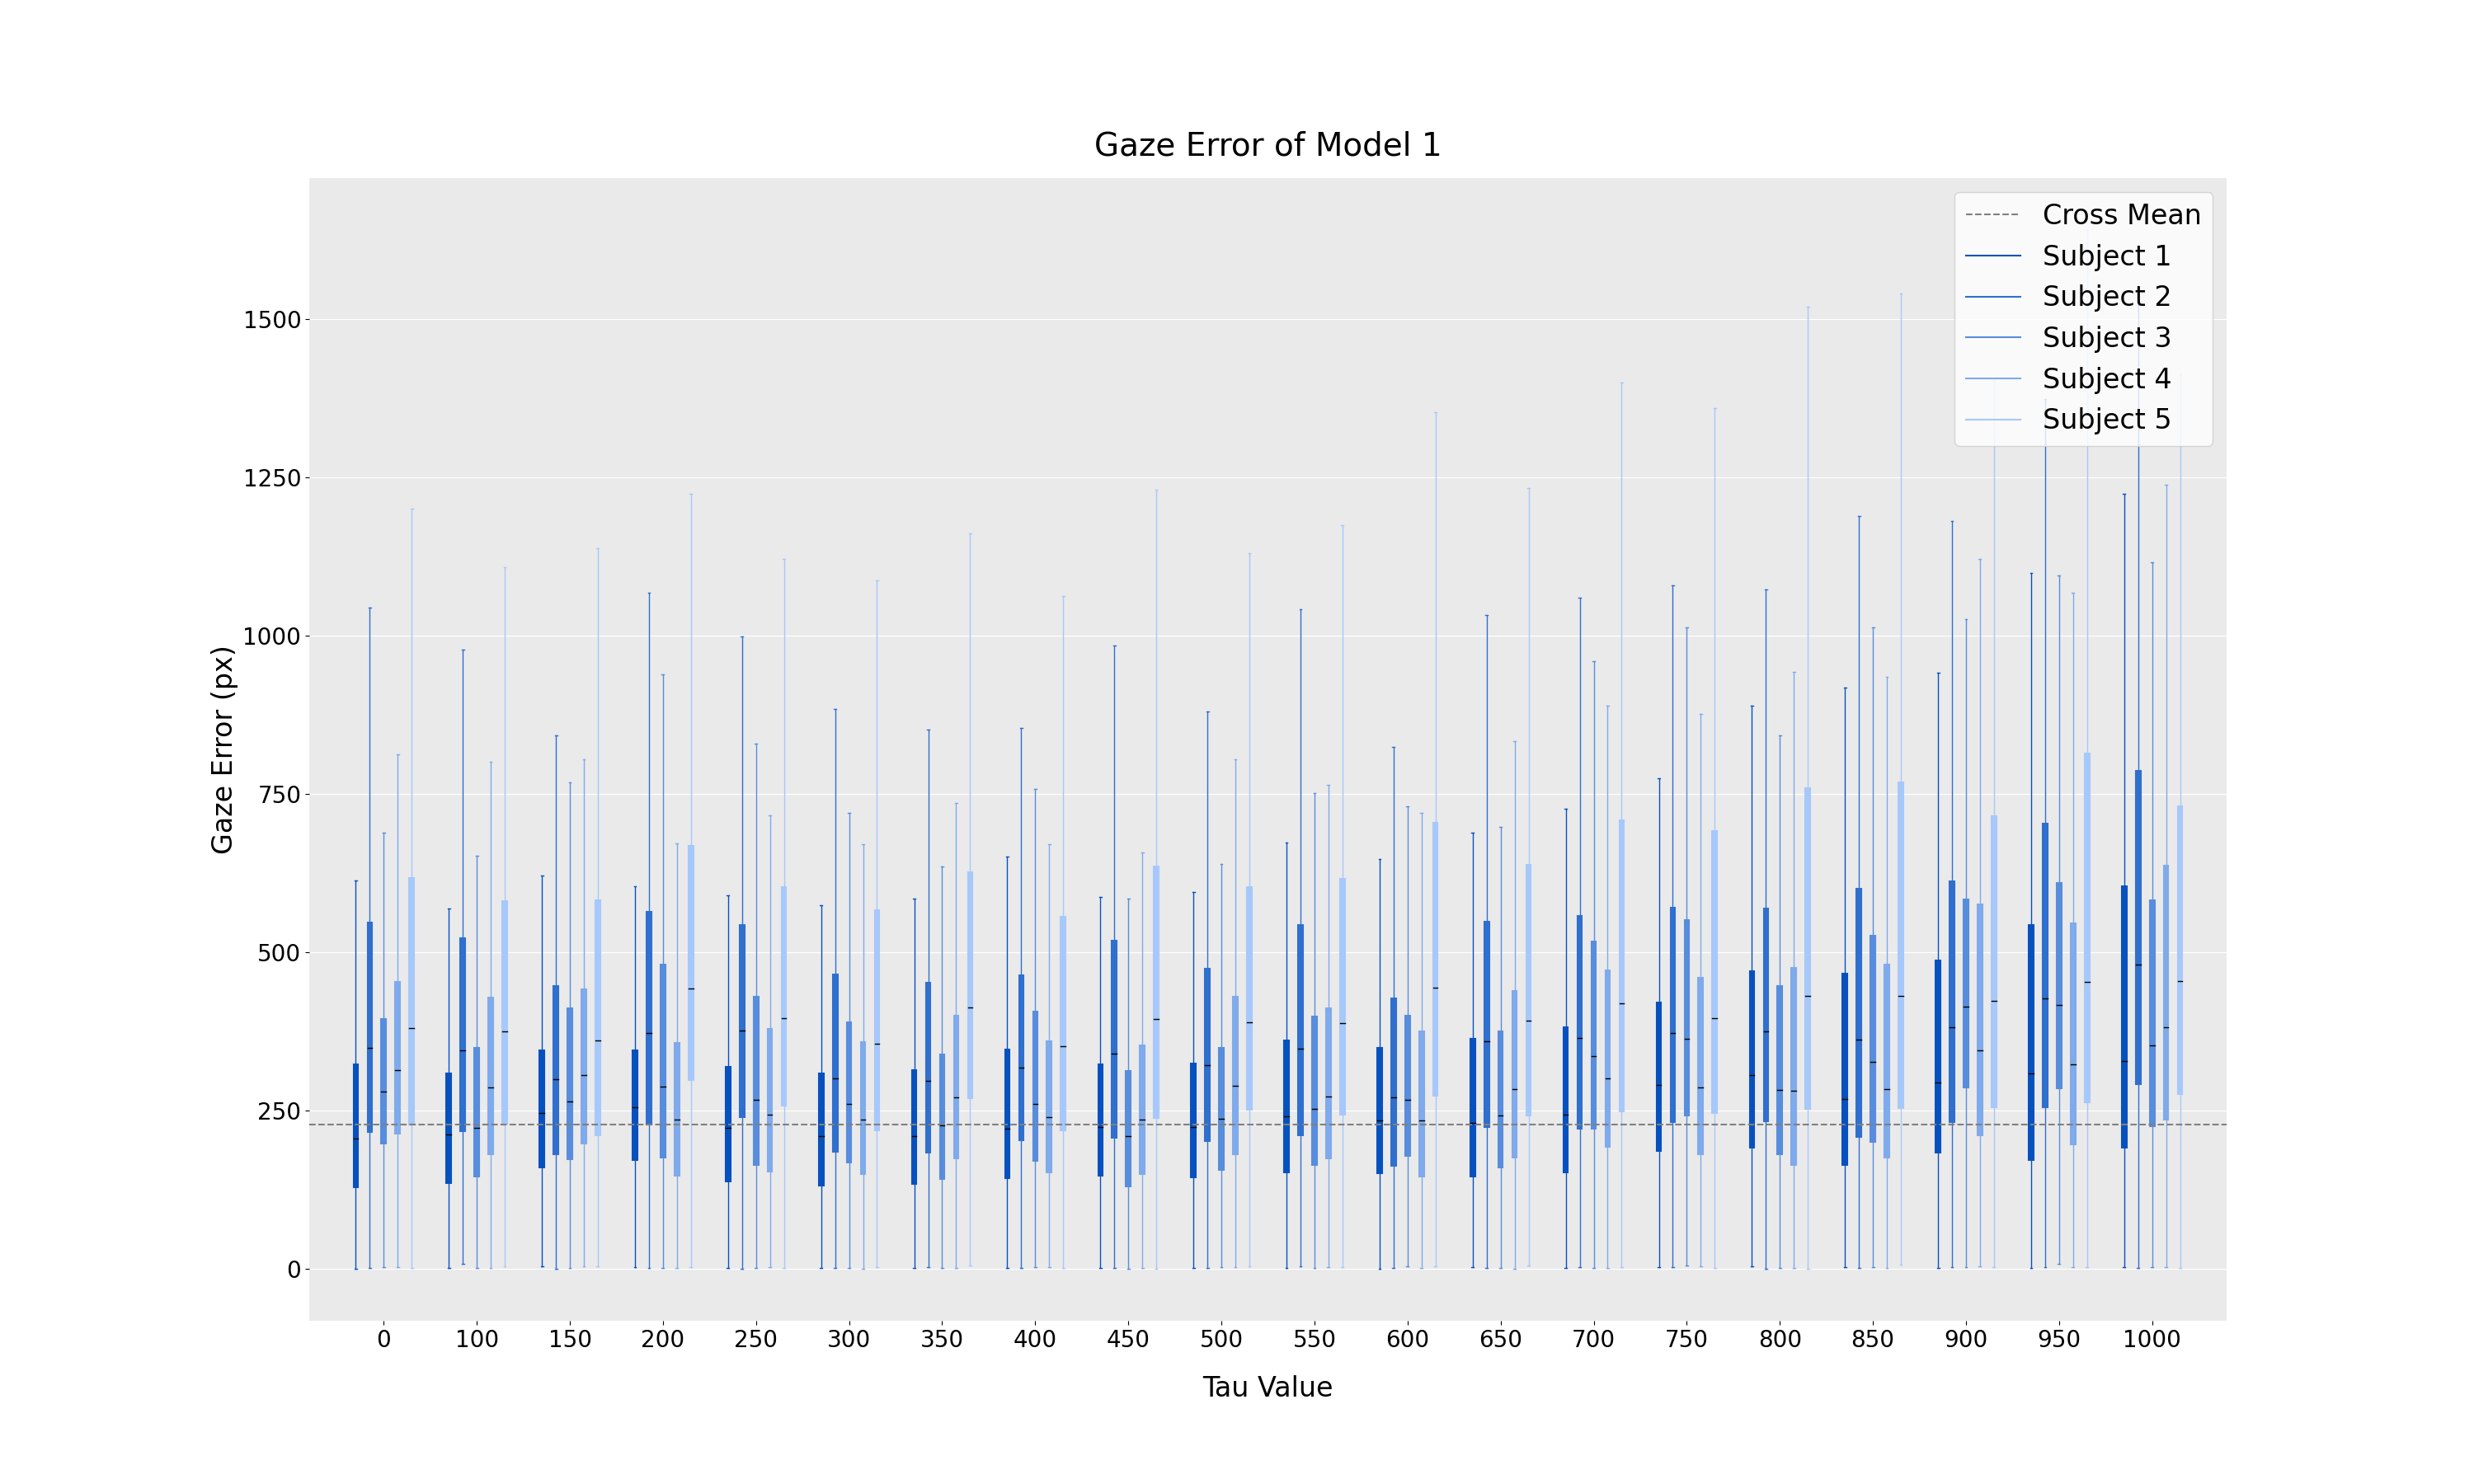 Gaze Error of Model 1
Cross Mean
Subject 1
Subject 2
Subject 3
Subject 4
Subject 5
Gaze Error (px)
1500
1250
1000
750
500
250
0
0 100 150 200 250 300 350 400 450 500 550 600 650 700 750 800 850 900 950 1000
Tau Value